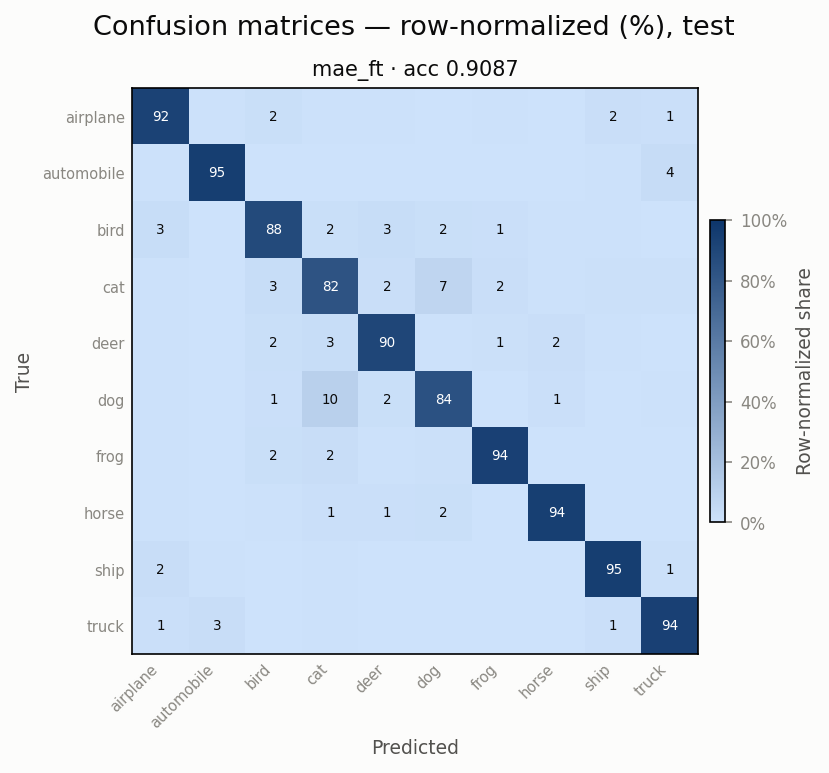 Confusion matrices — row-normalized (%), test
mae_ft · acc 0.9087
airplane 92 2 2 1
automobile 95 4
bird 3 88 2 3 2 1
cat 3 82 2 7 2
deer 2 3 90 1 2
dog 1 10 2 84 1
frog 2 2 94
horse 1 1 2 94
ship 2 95 1
truck 1 3 1 94
True
airplane automobile bird cat deer dog frog horse ship truck
Predicted
100%
80%
60%
40%
20%
0%
Row-normalized share